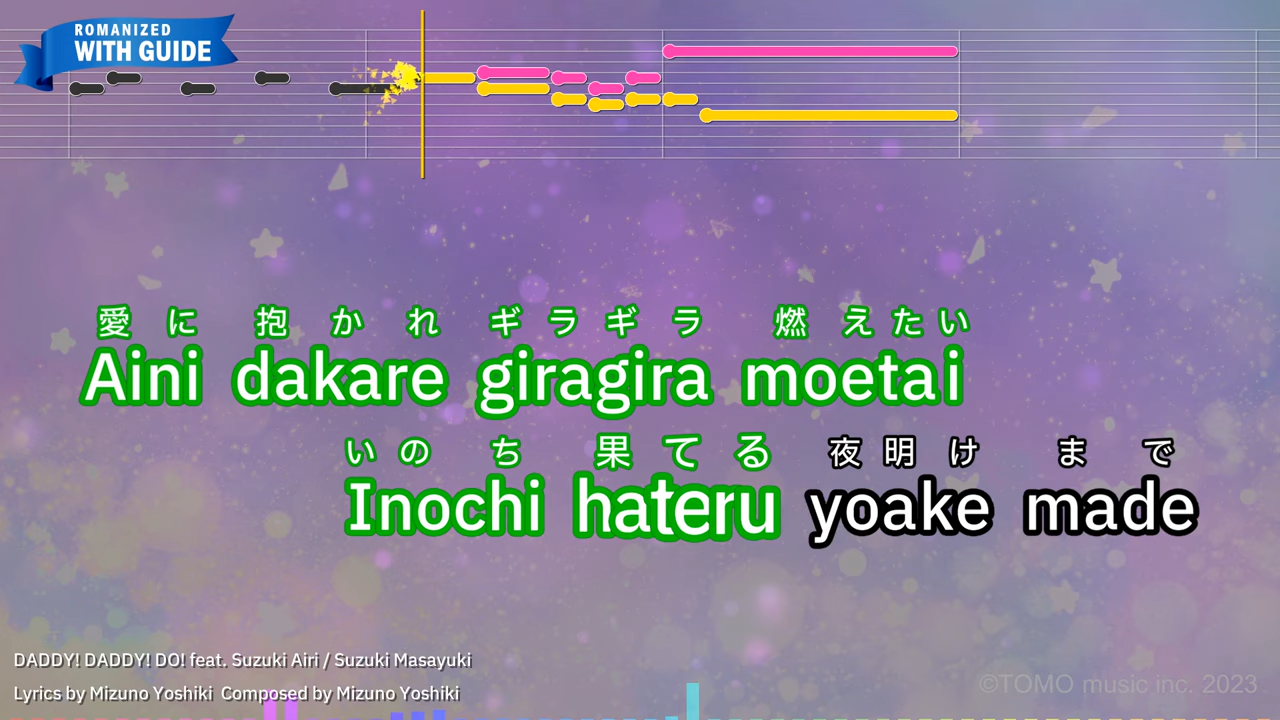 ROMANIZED
WITH GUIDE
愛に 抱かれ ギラギラ 燃えたい
Aini dakare giragira moetai
いのち 果てる 夜明け まで
Inochi hateru yoake made
DADDY! DADDY! DO! feat. Suzuki Airi / Suzuki Masayuki
Lyrics by Mizuno Yoshiki Composed by Mizuno Yoshiki
©TOMO music inc. 2023